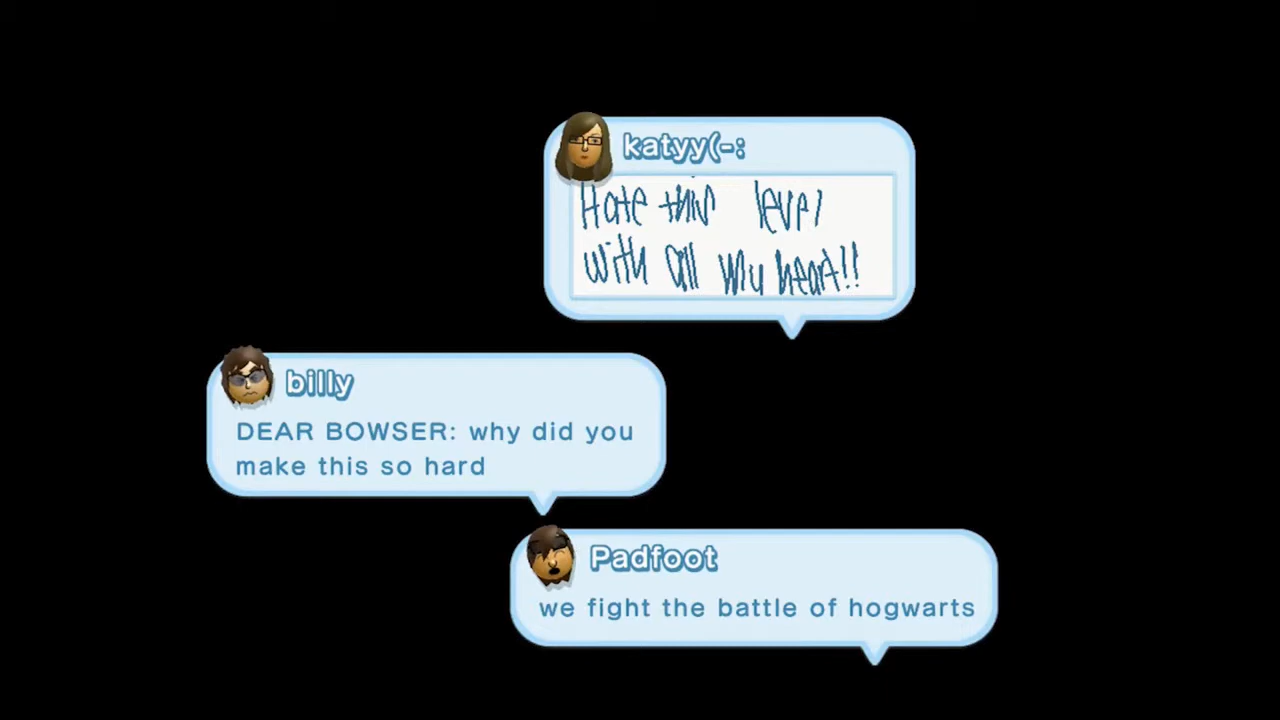 katyy(-:
Hate this level
with all my heart!!
billy
DEAR BOWSER: why did you
make this so hard
Padfoot
we fight the battle of hogwarts